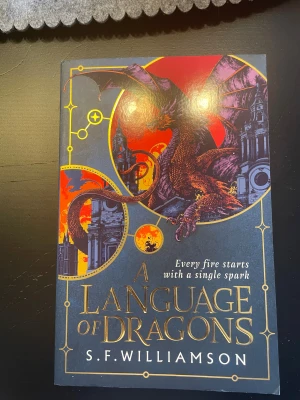 Every fire starts
with a single spark
A
LANGUAGE
OF DRAGONS
S.F.WILLIAMSON